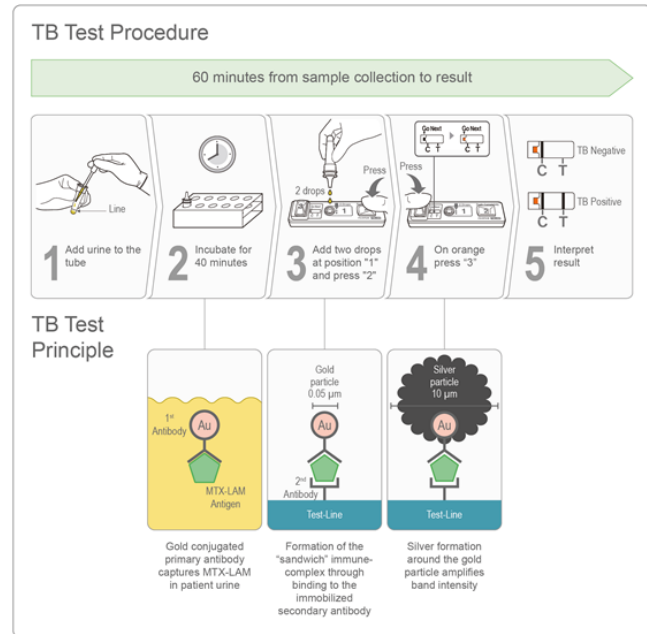 TB Test Procedure
60 minutes from sample collection to result
Line
1
Add urine to the
tube
2
Incubate for
40 minutes
2 drops
Press
1
3
Add two drops
at position "1"
and press "2"
Go Next
Go Next
C T
C T
Press
1
4
On orange
press "3"
TB Negative
C T
TB Positive
C T
5
Interpret
result
TB Test
Principle
1st
Antibody
Au
MTX-LAM
Antigen
Gold conjugated
primary antibody
captures MTX-LAM
in patient urine
Gold
particle
0.05 µm
Au
2nd
Antibody
Test-Line
Formation of the
"sandwich" immune-
complex through
binding to the
immobilized
secondary antibody
Silver
particle
10 µm
Au
Test-Line
Silver formation
around the gold
particle amplifies
band intensity